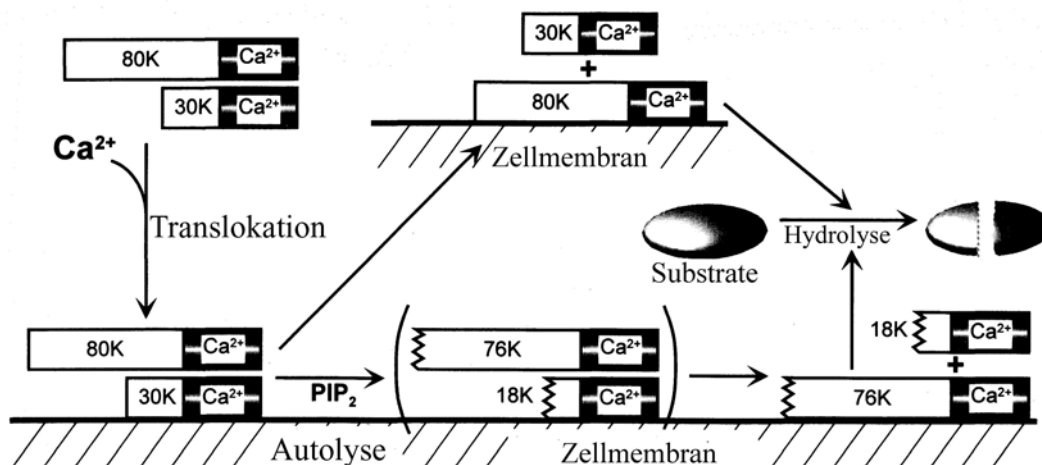 80K
Ca²⁺
30K
Ca²⁺
Ca²⁺
Translokation
30K
Ca²⁺
+
80K
Ca²⁺
Zellmembran
Substrate
Hydrolyse
80K
Ca²⁺
30K
Ca²⁺
PIP₂
Autolyse
76K
Ca²⁺
18K
Ca²⁺
Zellmembran
18K
Ca²⁺
+
76K
Ca²⁺